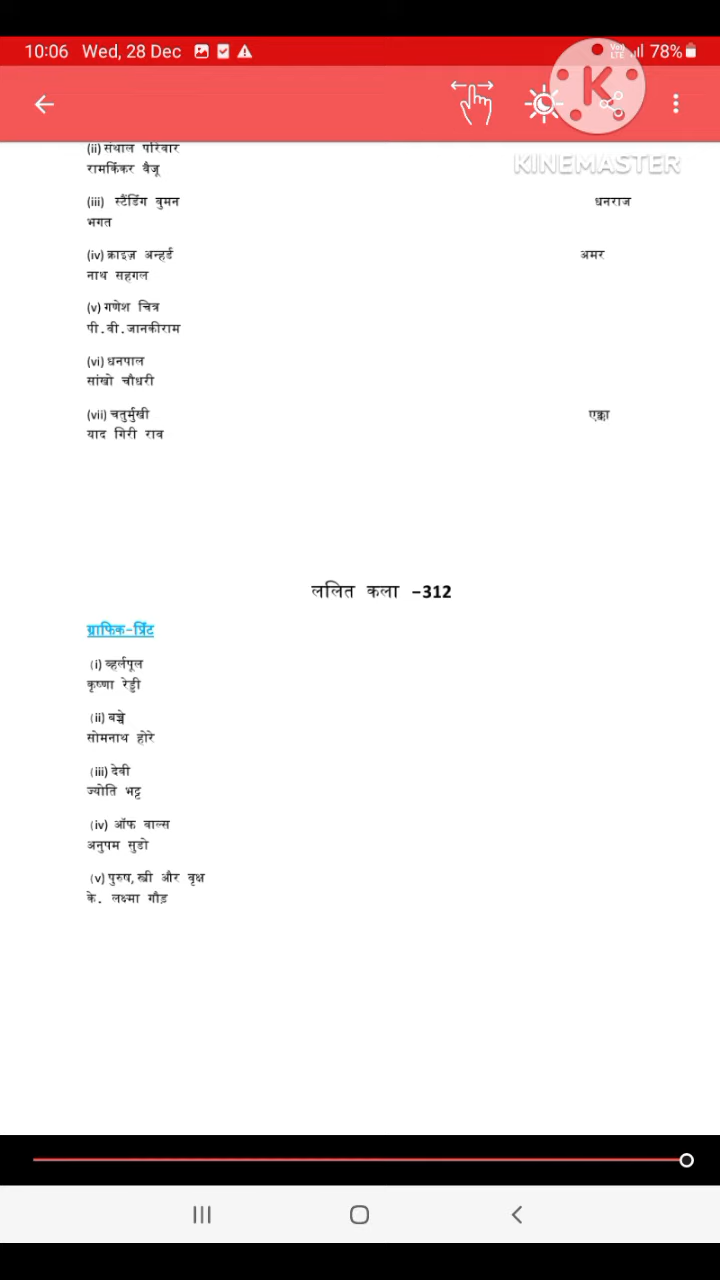 10:06 Wed, 28 Dec 78%
KINEMASTER
(ii) संथाल परिवार
रामकिंकर बैजू
(iii) स्टैंडिंग वुमन धनराज
भगत
(iv) क्राइज़ अन्हर्ड अमर
नाथ सहगल
(v) गणेश चित्र
पी.वी.जानकीराम
(vi) धनपाल
सांखो चौधरी
(vii) चतुर्मुखी एक्का
याद गिरी राव
ललित कला -312
ग्राफिक-प्रिंट
(i) व्हर्लपूल
कृष्णा रेड्डी
(ii) बच्चे
सोमनाथ होरे
(iii) देवी
ज्योति भट्ट
(iv) ऑफ वाल्स
अनुपम सुडो
(v) पुरुष, स्त्री और वृक्ष
के. लक्ष्मा गौड़